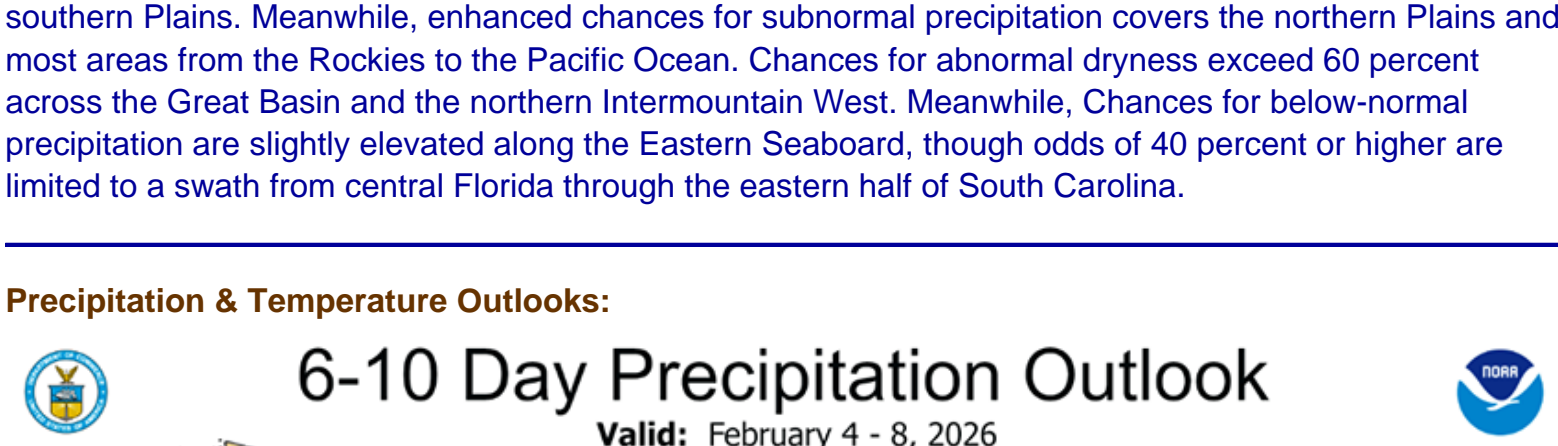 southern Plains. Meanwhile, enhanced chances for subnormal precipitation covers the northern Plains and
most areas from the Rockies to the Pacific Ocean. Chances for abnormal dryness exceed 60 percent
across the Great Basin and the northern Intermountain West. Meanwhile, Chances for below-normal
precipitation are slightly elevated along the Eastern Seaboard, though odds of 40 percent or higher are
limited to a swath from central Florida through the eastern half of South Carolina.
Precipitation & Temperature Outlooks:
6-10 Day Precipitation Outlook
NOAA
Valid: February 4 - 8, 2026